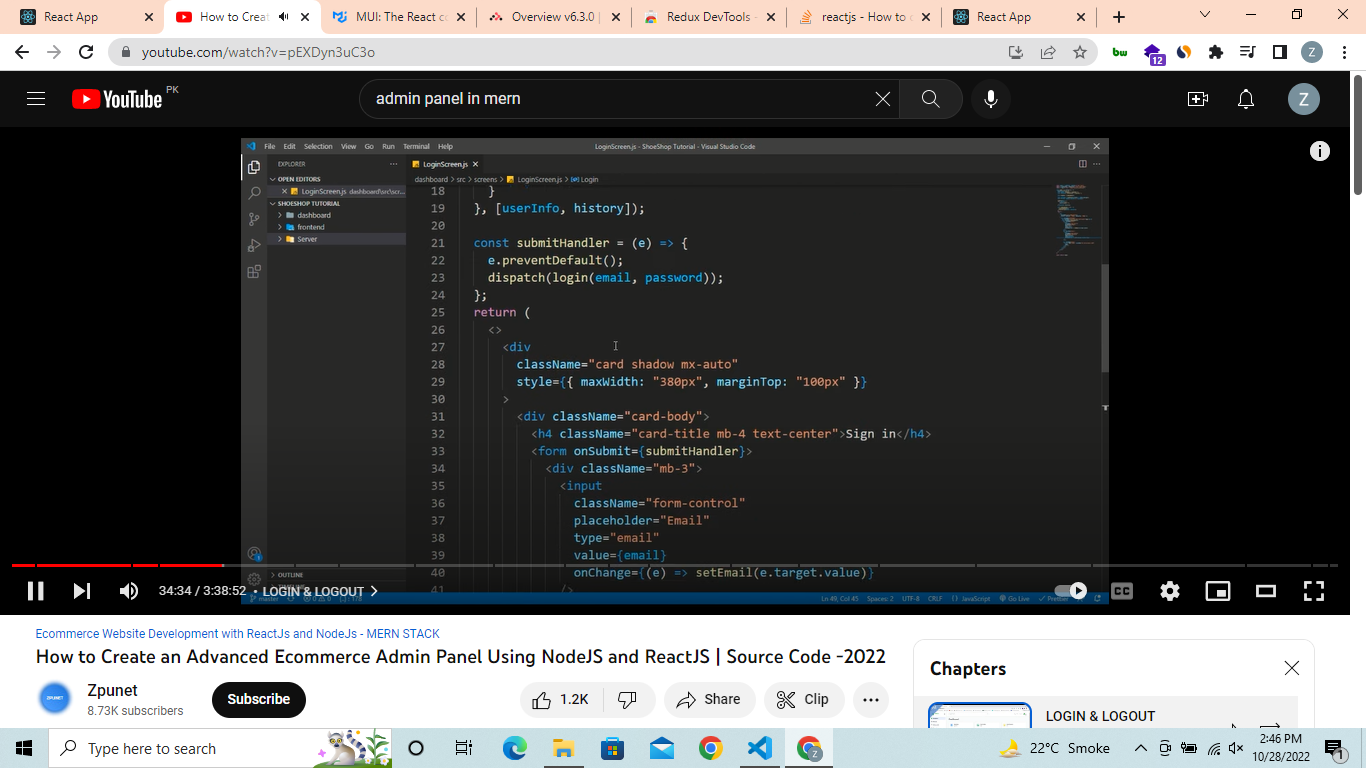 React App
How to Creat
MUI: The React co
Overview v6.3.0 |
Redux DevTools -
reactjs - How to c
React App
youtube.com/watch?v=pEXDyn3uC3o
bw
12
Z
YouTube PK
admin panel in mern
Z
File Edit Selection View Go Run Terminal Help
LoginScreen.js - ShoeShop Tutorial - Visual Studio Code
EXPLORER
LoginScreen.js
OPEN EDITORS
dashboard > src > screens > LoginScreen.js > Login
LoginScreen.js dashboard\src\scr...
SHOESHOP TUTORIAL
dashboard
frontend
Server
18 }
19 }, [userInfo, history]);
20
21 const submitHandler = (e) => {
22 e.preventDefault();
23 dispatch(login(email, password));
24 };
25 return (
26 <>
27 <div
28 className="card shadow mx-auto"
29 style={{ maxWidth: "380px", marginTop: "100px" }}
30 >
31 <div className="card-body">
32 <h4 className="card-title mb-4 text-center">Sign in</h4>
33 <form onSubmit={submitHandler}>
34 <div className="mb-3">
35 <input
36 className="form-control"
37 placeholder="Email"
38 type="email"
39 value={email}
40 onChange={(e) => setEmail(e.target.value)}
41 />
OUTLINE
34:34 / 3:38:52 • LOGIN & LOGOUT
CC
Ln 49, Col 45 Spaces: 2 UTF-8 CRLF JavaScript Go Live Prettier
Ecommerce Website Development with ReactJs and NodeJs - MERN STACK
How to Create an Advanced Ecommerce Admin Panel Using NodeJS and ReactJS | Source Code -2022
ZPUNET
Zpunet
8.73K subscribers
Subscribe
1.2K
Share
Clip
Chapters
LOGIN & LOGOUT
Type here to search
Z
22°C Smoke
2:46 PM
10/28/2022
1